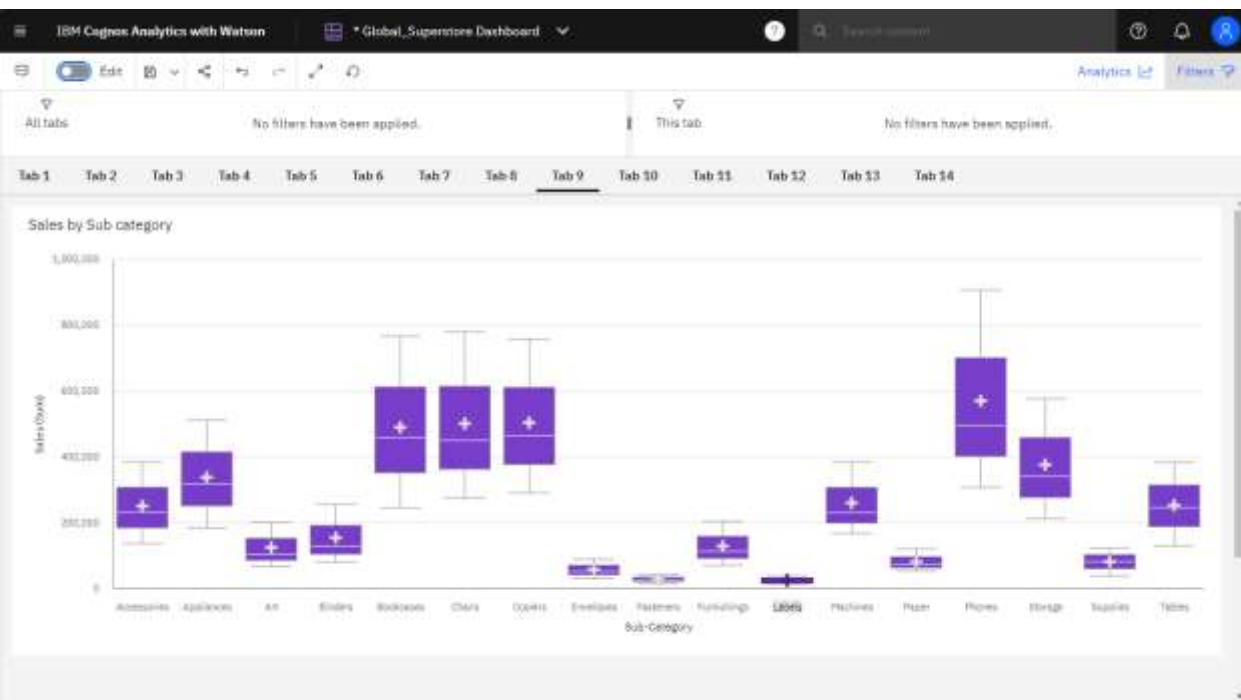 IBM Cognos Analytics with Watson
* Global_Superstore Dashboard
Search content
Edit
Analytics
Filters
All tabs
No filters have been applied.
This tab
No filters have been applied.
Tab 1 Tab 2 Tab 3 Tab 4 Tab 5 Tab 6 Tab 7 Tab 8 Tab 9 Tab 10 Tab 11 Tab 12 Tab 13 Tab 14
Sales by Sub category
1,000,000
800,000
600,000
400,000
200,000
0
Sales (Sum)
Accessories Appliances Art Binders Bookcases Chairs Copiers Envelopes Fasteners Furnishings Labels Machines Paper Phones Storage Supplies Tables
Sub-Category